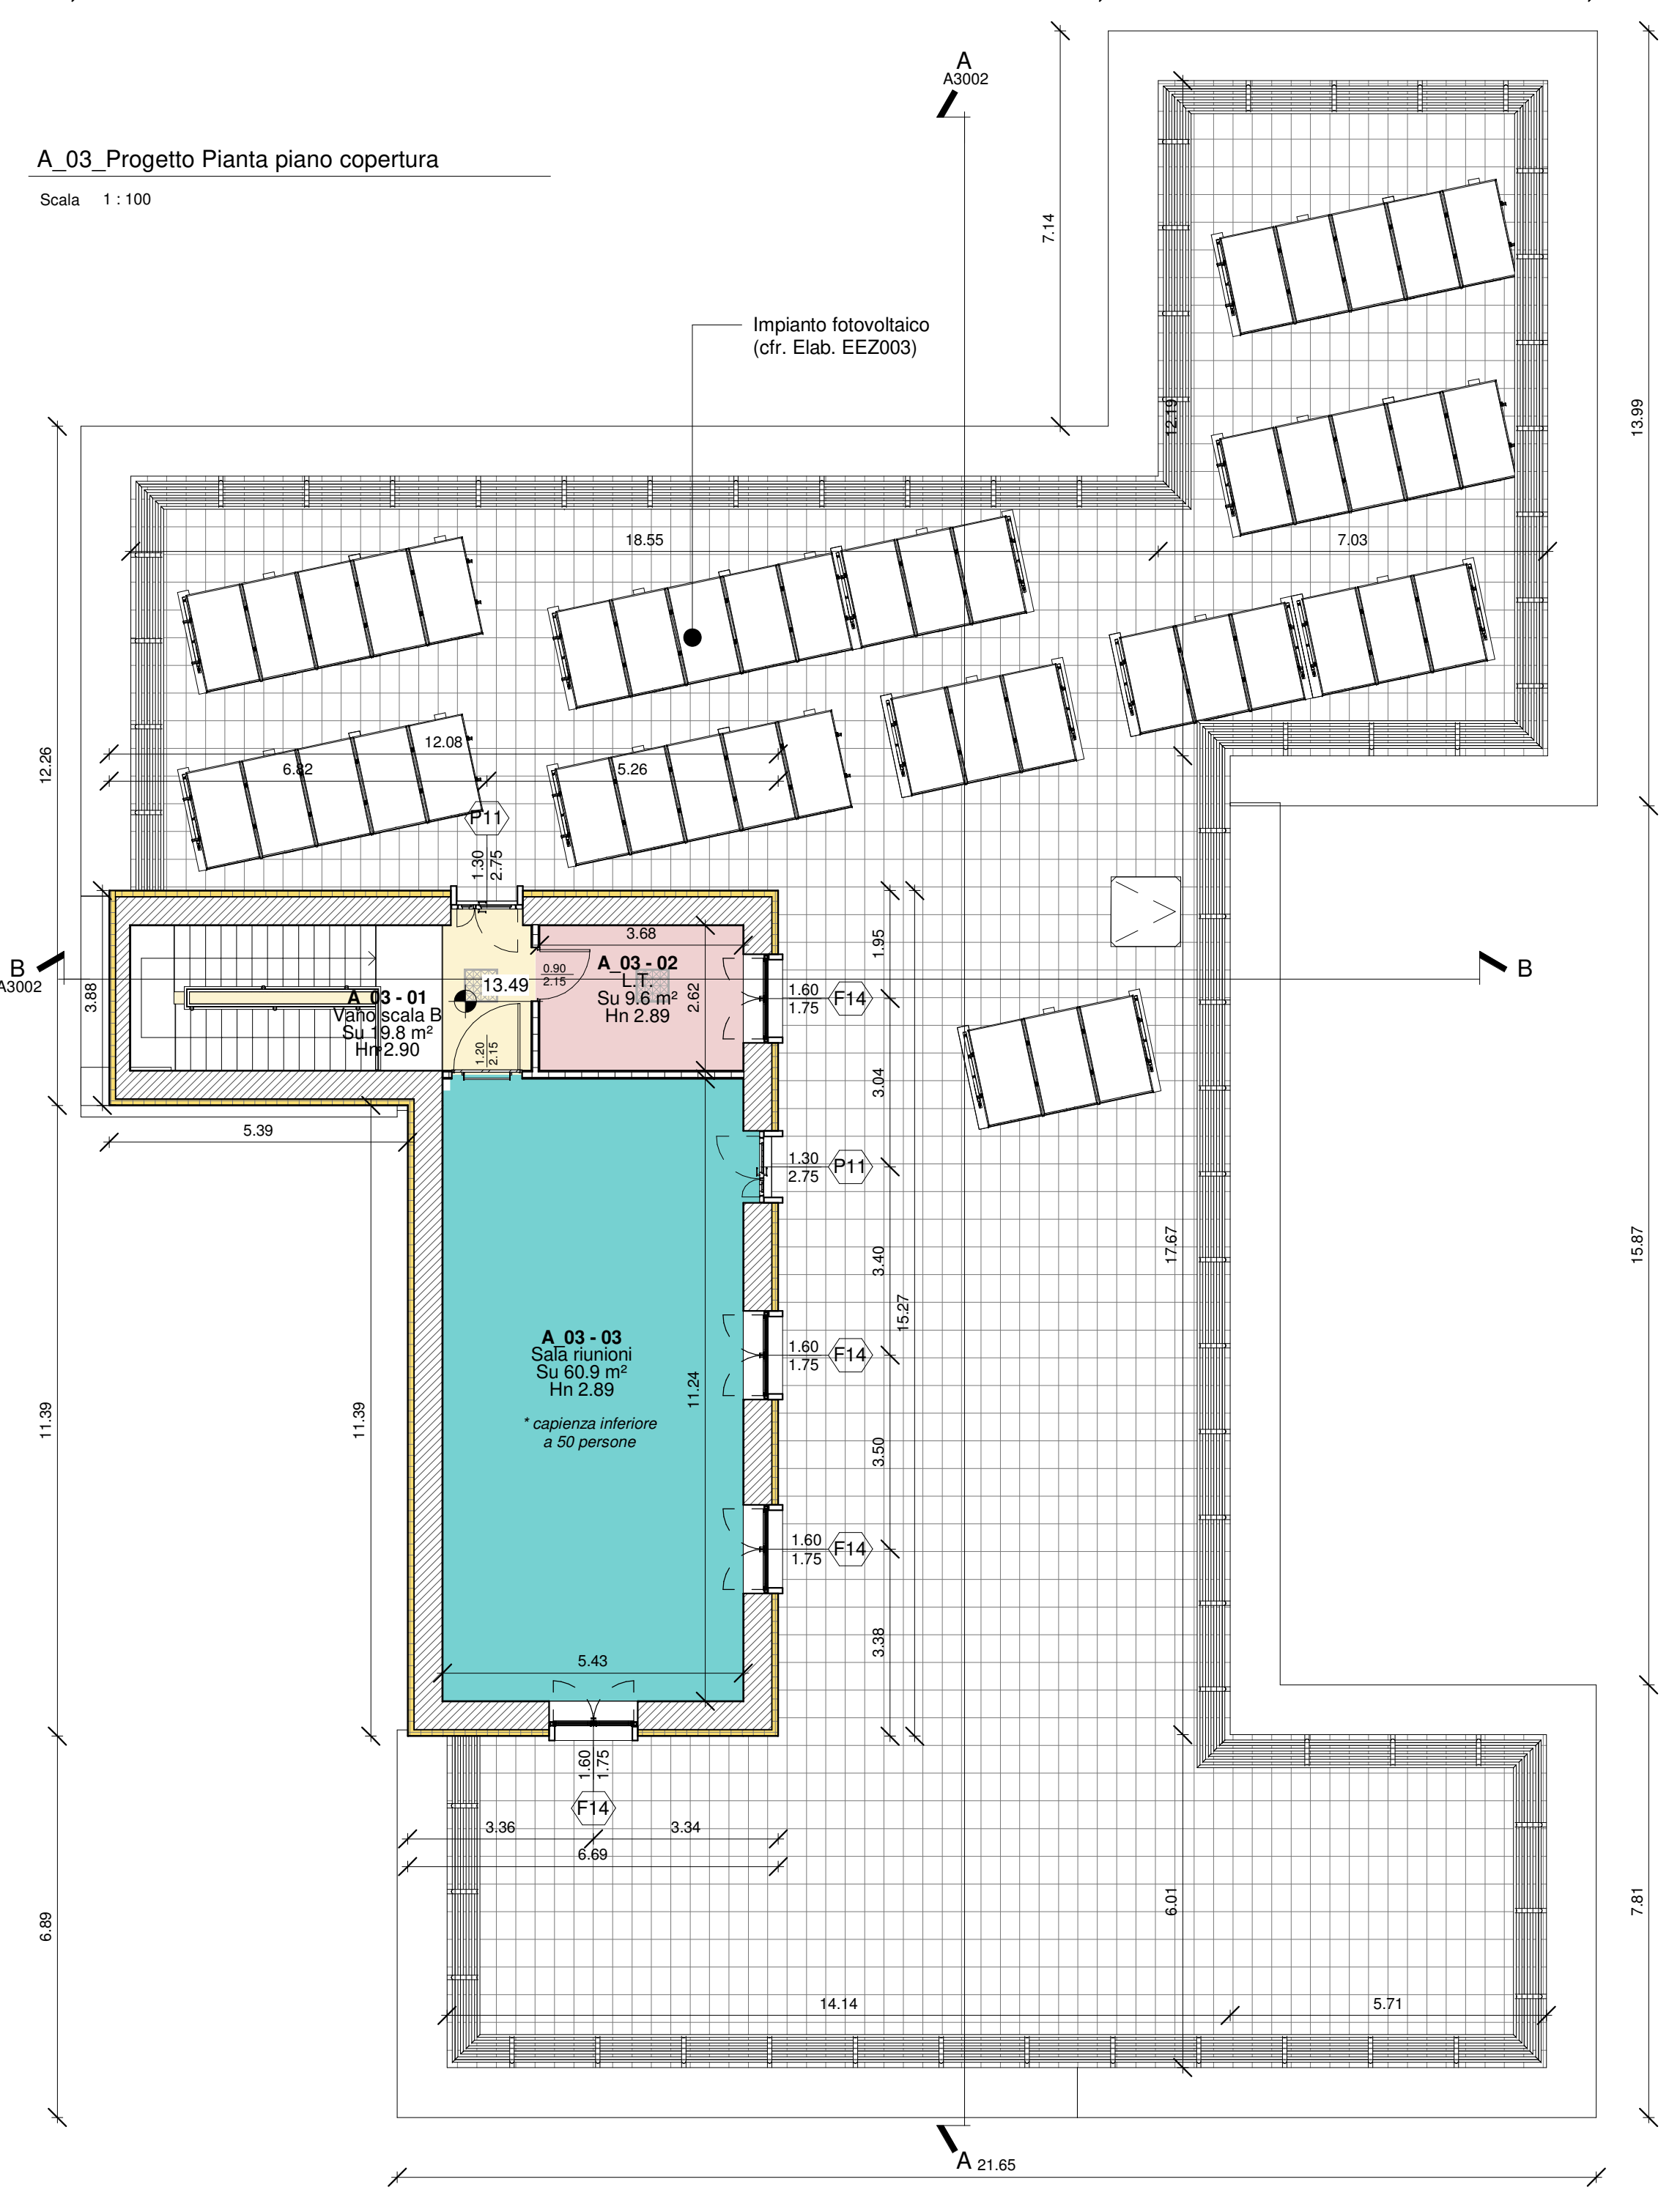 A
A3002
A_03_Progetto Pianta piano copertura
Scala 1 : 100
7.14
Impianto fotovoltaico
(cfr. Elab. EEZ003)
12.19
13.99
18.55
7.03
12.26
12.08
6.82
5.26
P11
1.30
2.75
1.95
3.68
B
A3002
3.88
A_03 - 01
Vano scala B
Su 19.8 m²
Hn 2.90
13.49
0.90
2.15
A_03 - 02
L.T.
Su 9.6 m²
Hn 2.89
2.62
1.60
1.75
F14
B
1.20
2.15
3.04
5.39
1.30
2.75
P11
3.40
17.67
15.87
15.27
A_03 - 03
Sala riunioni
Su 60.9 m²
Hn 2.89
* capienza inferiore
a 50 persone
11.24
1.60
1.75
F14
11.39
11.39
3.50
1.60
1.75
F14
3.38
5.43
1.60
1.75
F14
3.36
3.34
6.69
6.89
6.01
7.81
14.14
5.71
A
21.65